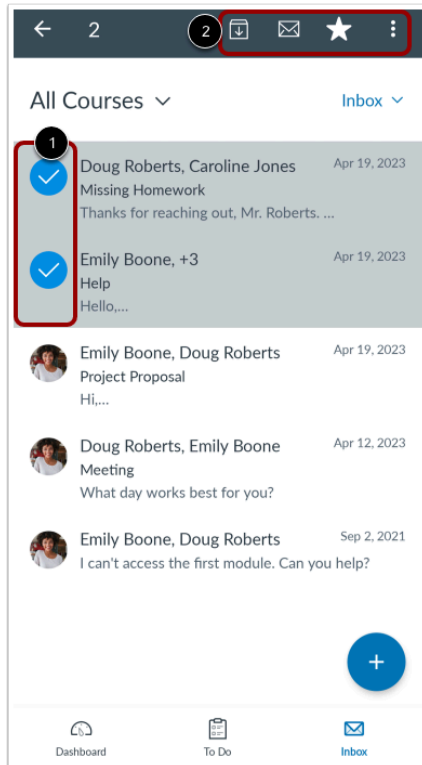 2
2
All Courses
Inbox
1
Doug Roberts, Caroline Jones
Apr 19, 2023
Missing Homework
Thanks for reaching out, Mr. Roberts. ...
Emily Boone, +3
Apr 19, 2023
Help
Hello,...
Emily Boone, Doug Roberts
Apr 19, 2023
Project Proposal
Hi,...
Doug Roberts, Emily Boone
Apr 12, 2023
Meeting
What day works best for you?
Emily Boone, Doug Roberts
Sep 2, 2021
I can't access the first module. Can you help?
Dashboard
To Do
Inbox